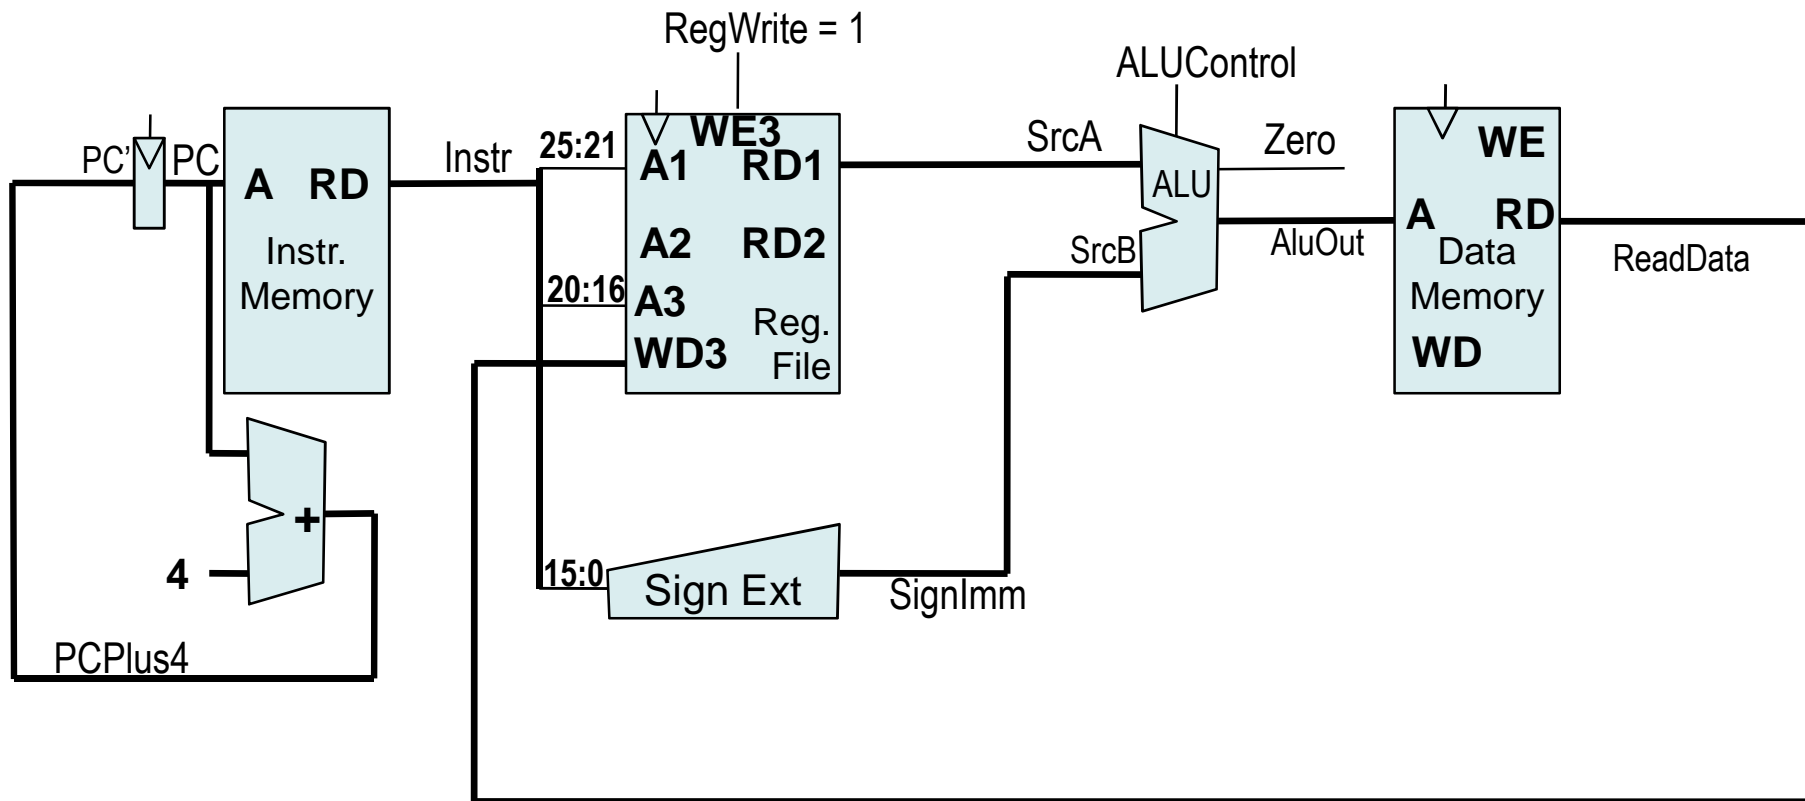 RegWrite = 1
ALUControl
PC' PC
A RD
Instr.
Memory
Instr
25:21
20:16
15:0
WE3
A1 RD1
A2 RD2
A3
WD3
Reg.
File
SrcA
SrcB
ALU
Zero
AluOut
WE
A RD
Data
Memory
WD
ReadData
+
4
PCPlus4
Sign Ext
SignImm